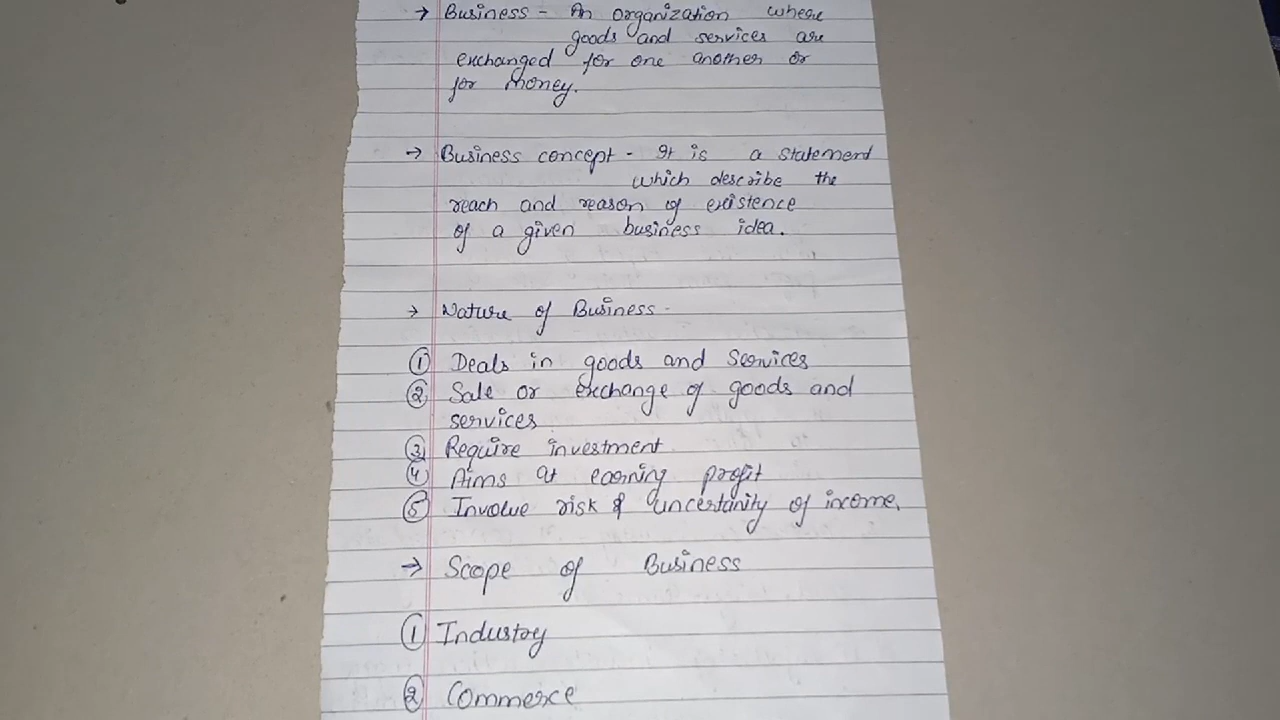 → Business - An organization where
goods and services are
exchanged for one another or
for money.
→ Business concept - It is a statement
which describe the
reach and reason of existence
of a given business idea.
→ Nature of Business -
① Deals in goods and services
② Sale or exchange of goods and
services
③ Require investment
④ Aims at earning profit
⑤ Involve risk & uncertainity of income.
→ Scope of Business
① Industry
② Commerce